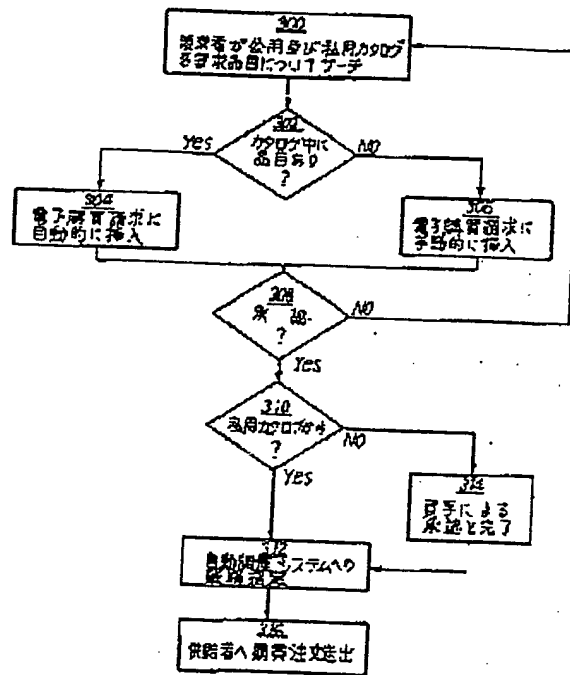 300
要求者が公用及び私用カタログ
を要求品目についてサーチ
302
カタログ中に
品目あり
?
Yes
NO
304
電子購買請求に
自動的に挿入
306
電子購買請求に
手動的に挿入
308
承認
?
NO
Yes
310
私用カタログから
?
NO
Yes
314
買手による
承認と完了
312
自動調達システムへの
経路指定
供給者へ購買注文送出